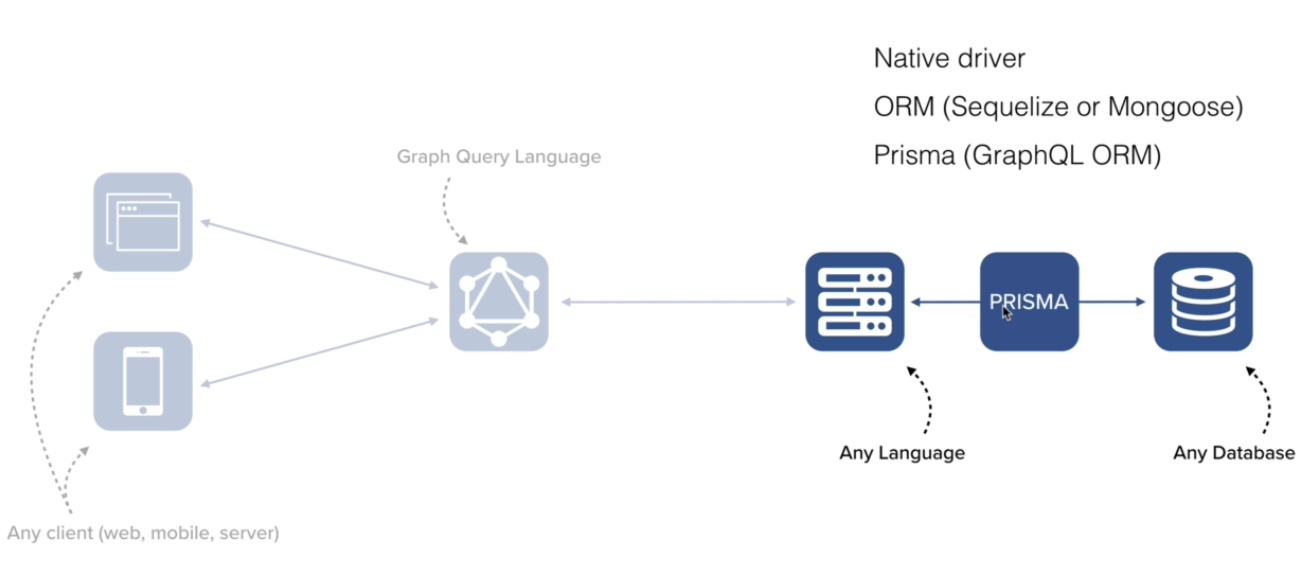 Native driver
ORM (Sequelize or Mongoose)
Prisma (GraphQL ORM)
Graph Query Language
PRISMA
Any Language
Any Database
Any client (web, mobile, server)